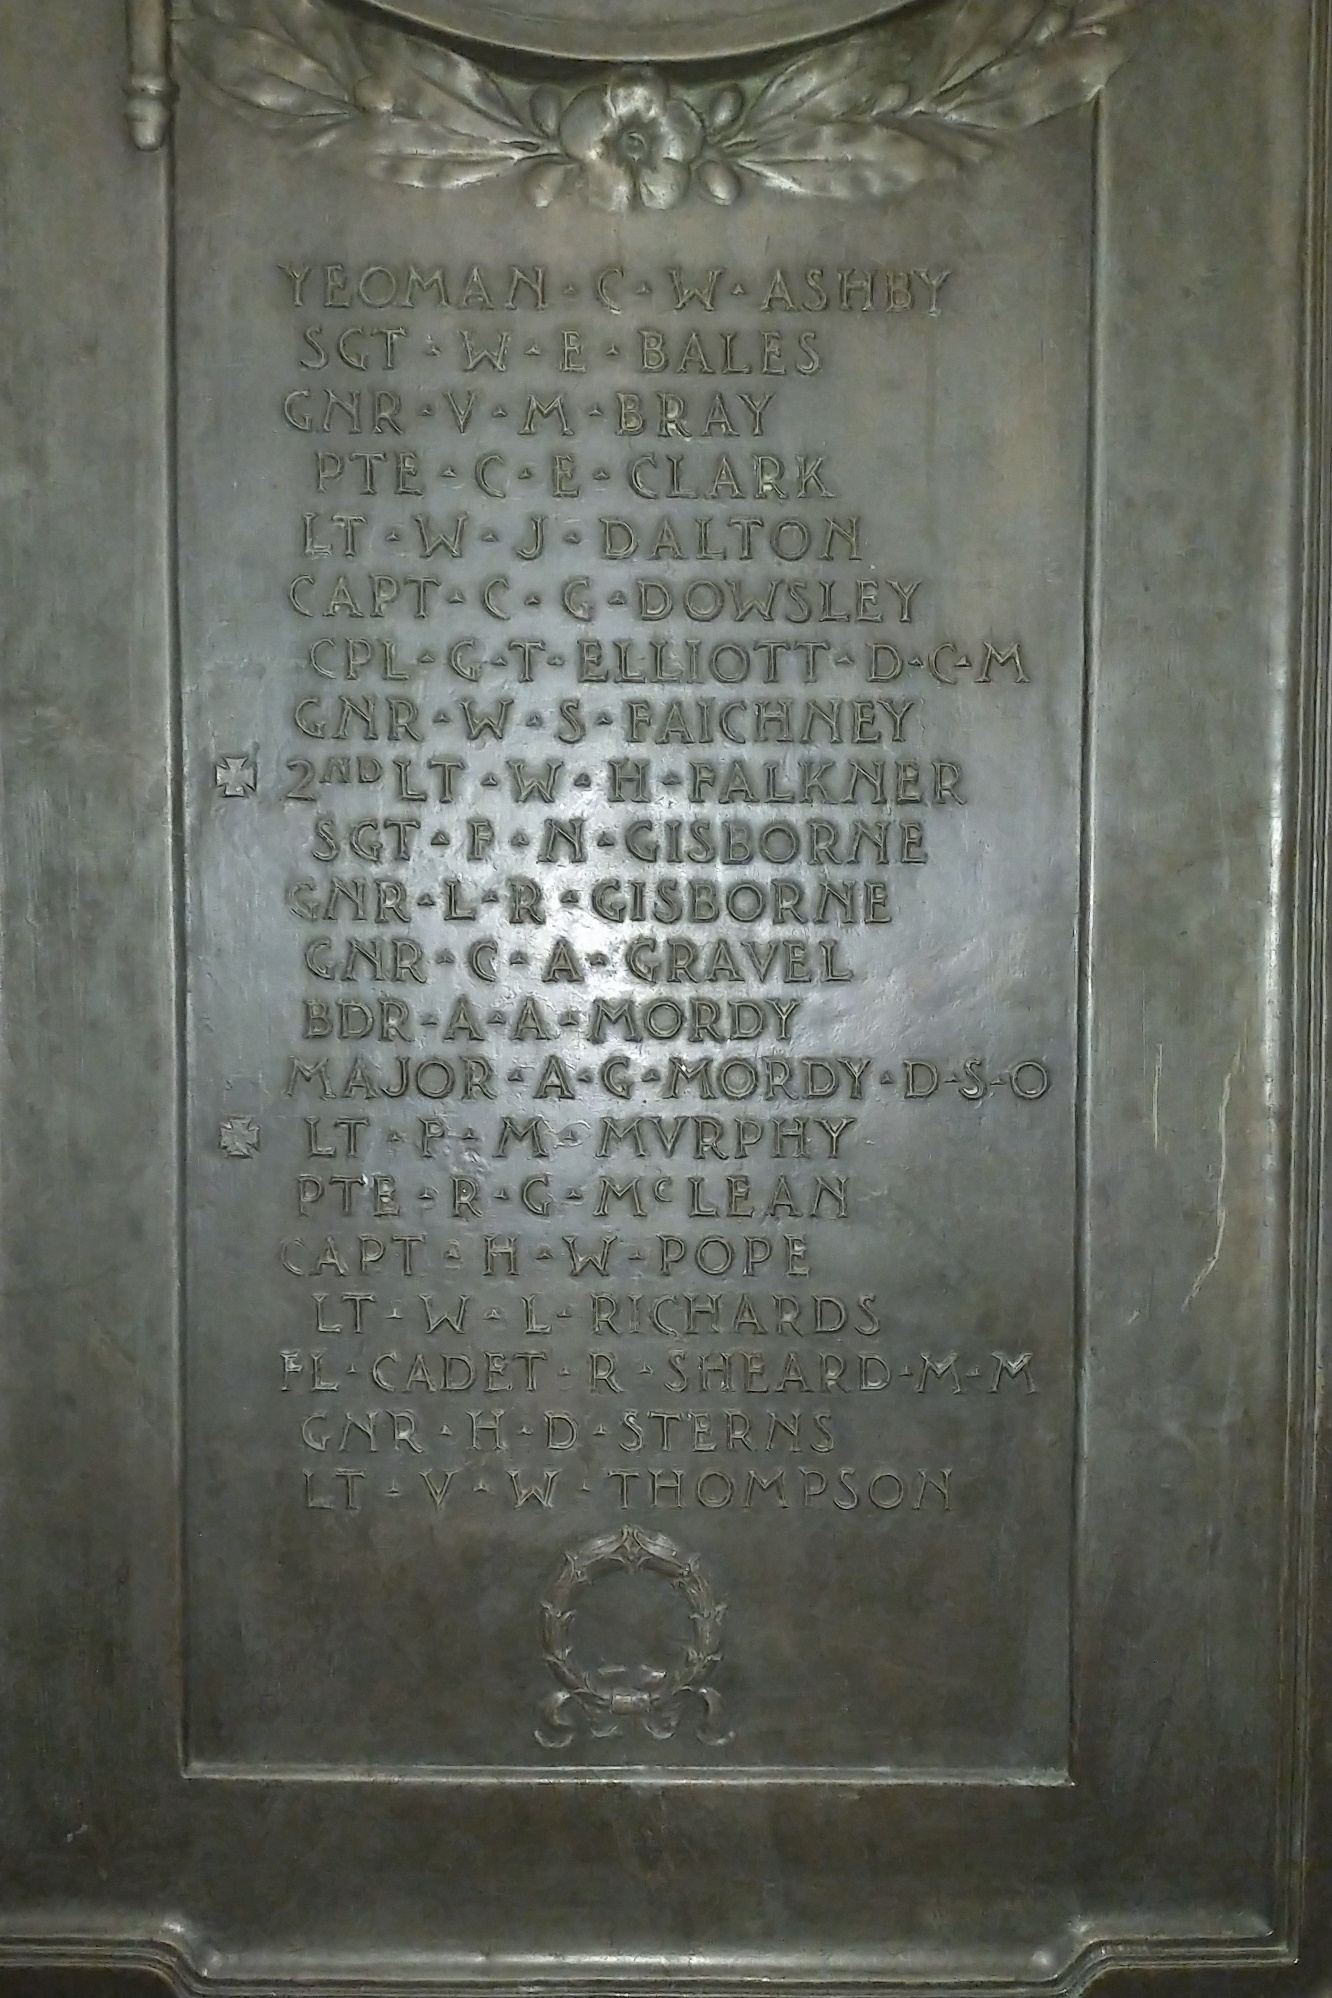 YEOMAN · C · W · ASHBY
SGT · W · E · BALES
GNR · V · M · BRAY
PTE · C · E · CLARK
LT · W · J · DALTON
CAPT · C · G · DOWSLEY
CPL · G · T · ELLIOTT · D · C · M
GNR · W · S · FAICHNEY
2ND LT · W · H · FALKNER
SGT · F · N · GISBORNE
GNR · L · R · GISBORNE
GNR · C · A · GRAVEL
BDR · A · A · MORDY
MAJOR · A · G · MORDY · D · S · O
LT · F · M · MVRPHY
PTE · R · G · McLEAN
CAPT · H · W · POPE
LT · W · L · RICHARDS
FL · CADET · R · SHEARD · M · M
GNR · H · D · STERNS
LT · V · W · THOMPSON